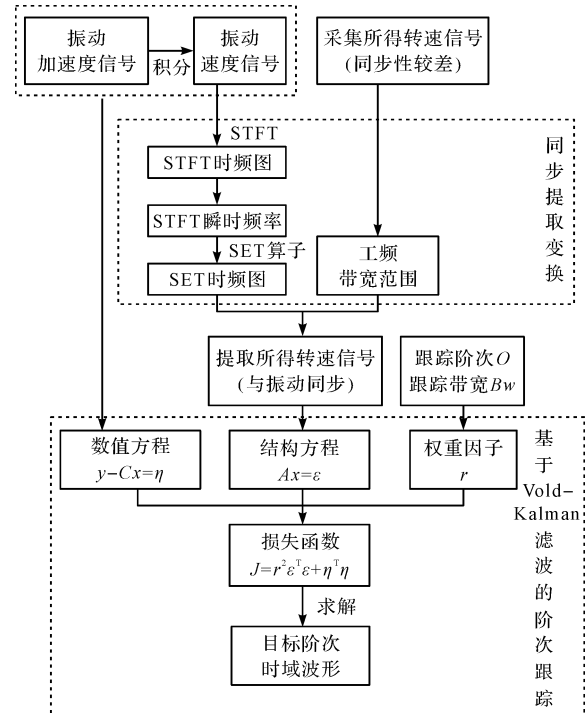 振动
加速度信号
积分
振动
速度信号
采集所得转速信号
(同步性较差)
STFT
STFT时频图
STFT瞬时频率
SET算子
SET时频图
工频
带宽范围
同步提取变换
提取所得转速信号
(与振动同步)
跟踪阶次O
跟踪带宽Bw
数值方程
y-Cx=η
结构方程
Ax=ε
权重因子
r
损失函数
J=r²εᵀε+ηᵀη
求解
目标阶次
时域波形
基于
Vold-
Kalman
滤波的阶次跟踪